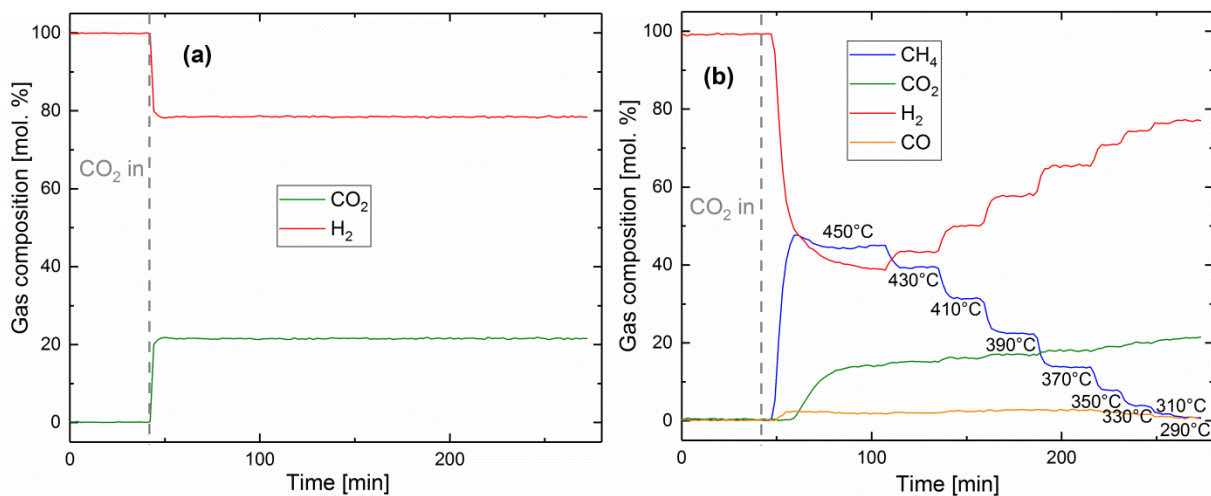 Gas composition [mol. %]
100
80
60
40
20
0
(a)
CO₂ in
CO₂
H₂
0
100
200
Time [min]
Gas composition [mol. %]
100
80
60
40
20
0
(b)
CO₂ in
CH₄
CO₂
H₂
CO
450°C
430°C
410°C
390°C
370°C
350°C
330°C
310°C
290°C
0
100
200
Time [min]